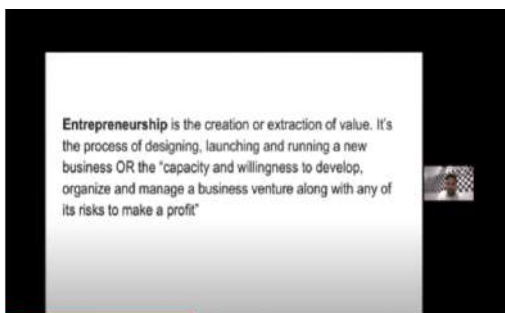 Entrepreneurship is the creation or extraction of value. It's
the process of designing, launching and running a new
business OR the "capacity and willingness to develop,
organize and manage a business venture along with any of
its risks to make a profit"